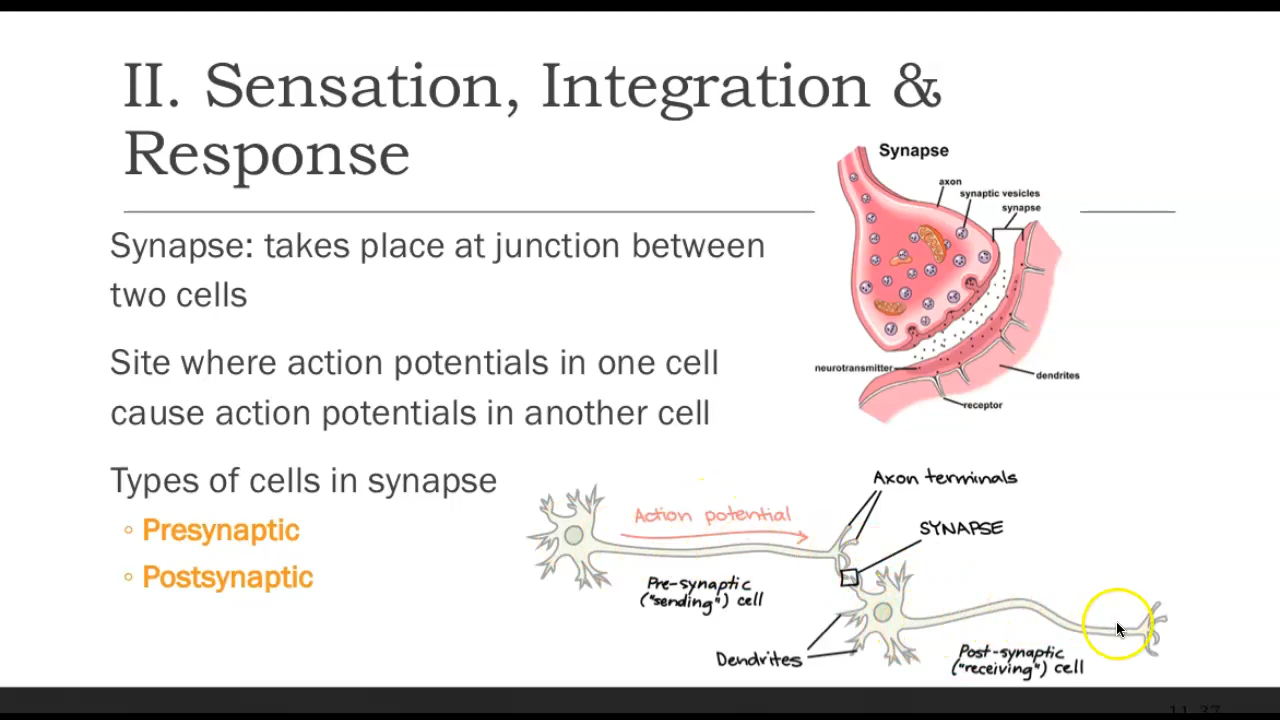 II. Sensation, Integration &
Response
Synapse: takes place at junction between
two cells
Site where action potentials in one cell
cause action potentials in another cell
Types of cells in synapse
◦ Presynaptic
◦ Postsynaptic
Synapse
axon
synaptic vesicles
synapse
neurotransmitter
dendrites
receptor
Axon terminals
Action potential
SYNAPSE
Pre-synaptic
("sending") cell
Dendrites
Post-synaptic
("receiving") cell
11-37